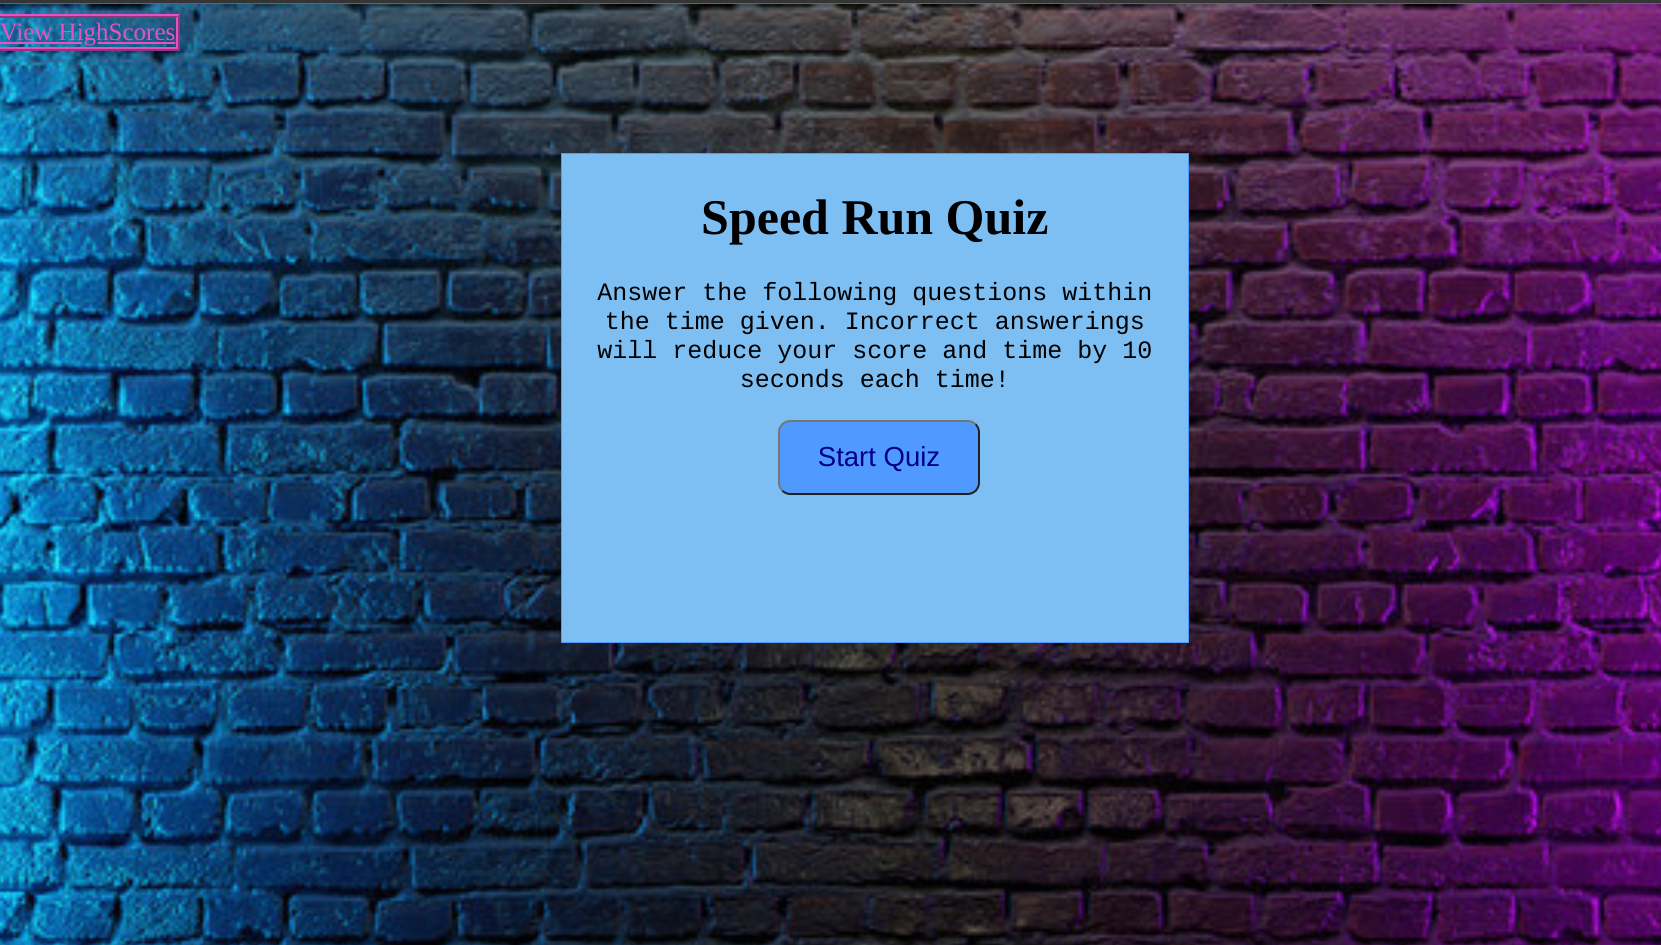 View HighScores
Speed Run Quiz
Answer the following questions within
the time given. Incorrect answerings
will reduce your score and time by 10
seconds each time!
Start Quiz